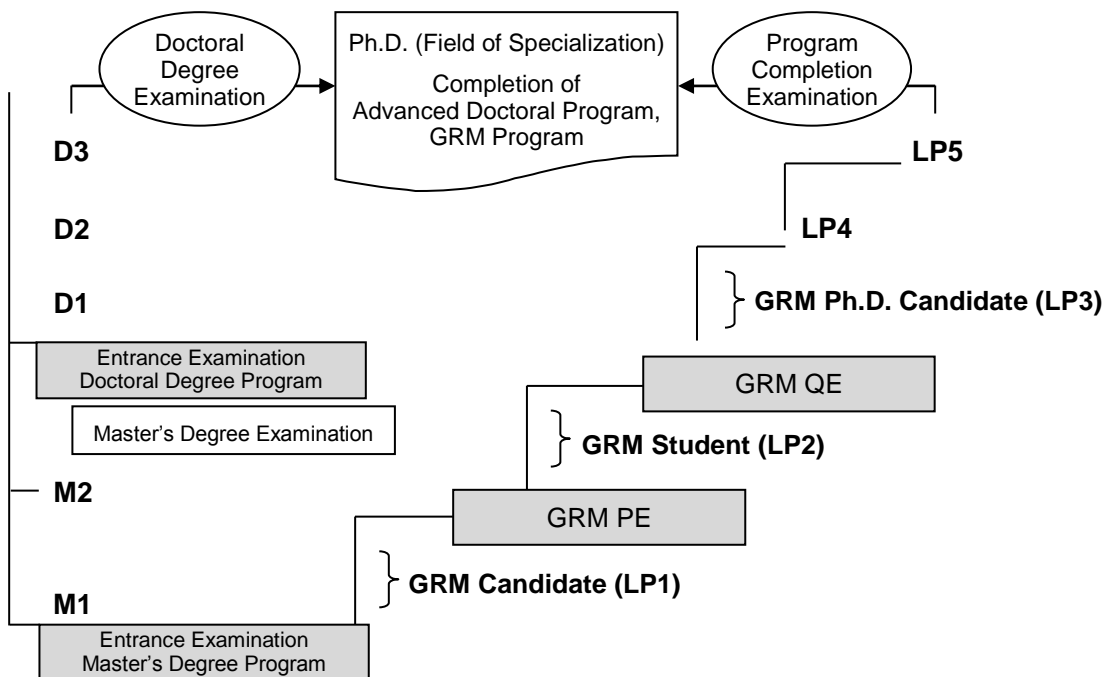 Doctoral
Degree
Examination
Ph.D. (Field of Specialization)
Completion of
Advanced Doctoral Program,
GRM Program
Program
Completion
Examination
D3
LP5
D2
LP4
D1
GRM Ph.D. Candidate (LP3)
Entrance Examination
Doctoral Degree Program
GRM QE
Master's Degree Examination
GRM Student (LP2)
M2
GRM PE
GRM Candidate (LP1)
M1
Entrance Examination
Master's Degree Program